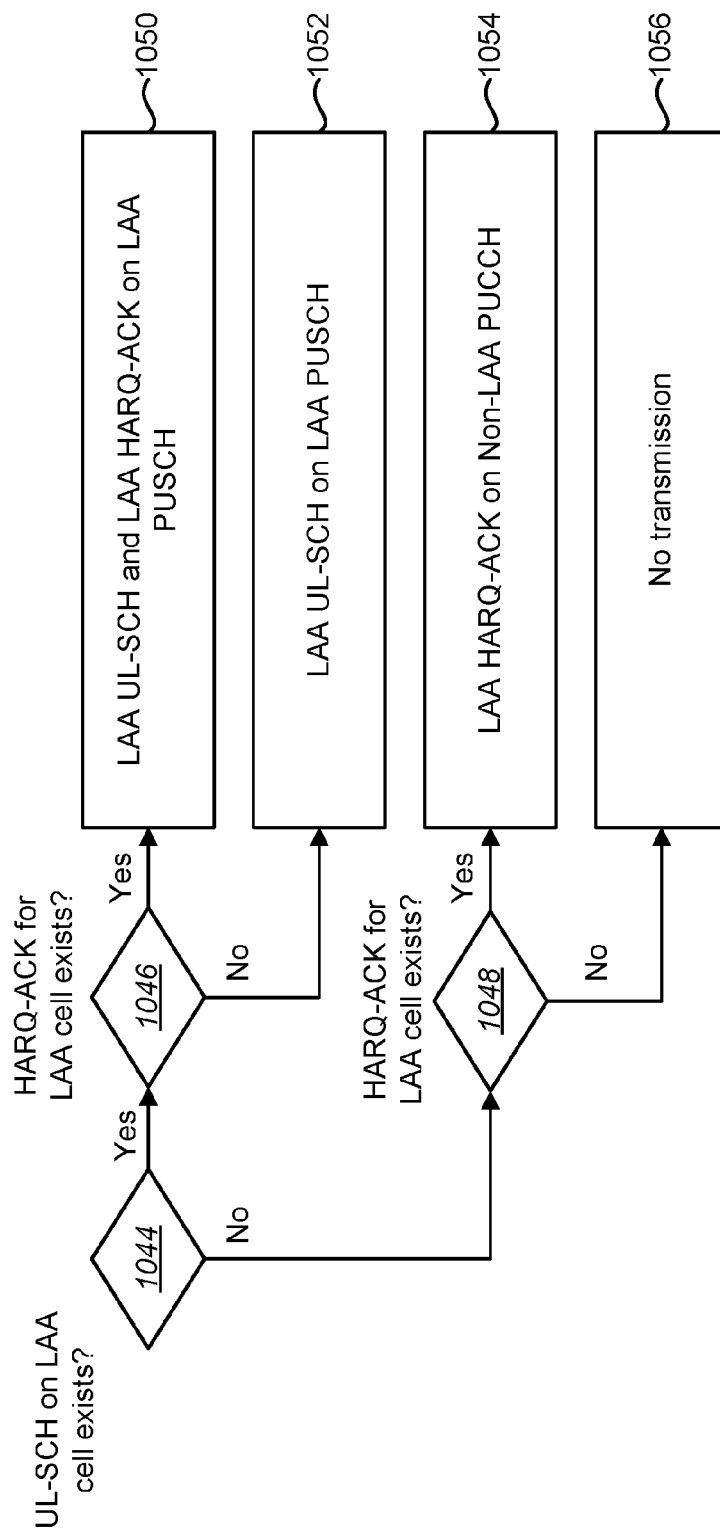 UL-SCH on LAA
cell exists?
1044
Yes
No
HARQ-ACK for
LAA cell exists?
1046
Yes
No
LAA UL-SCH and LAA HARQ-ACK on LAA
PUSCH
1050
LAA UL-SCH on LAA PUSCH
1052
HARQ-ACK for
LAA cell exists?
1048
Yes
No
LAA HARQ-ACK on Non-LAA PUCCH
1054
No transmission
1056